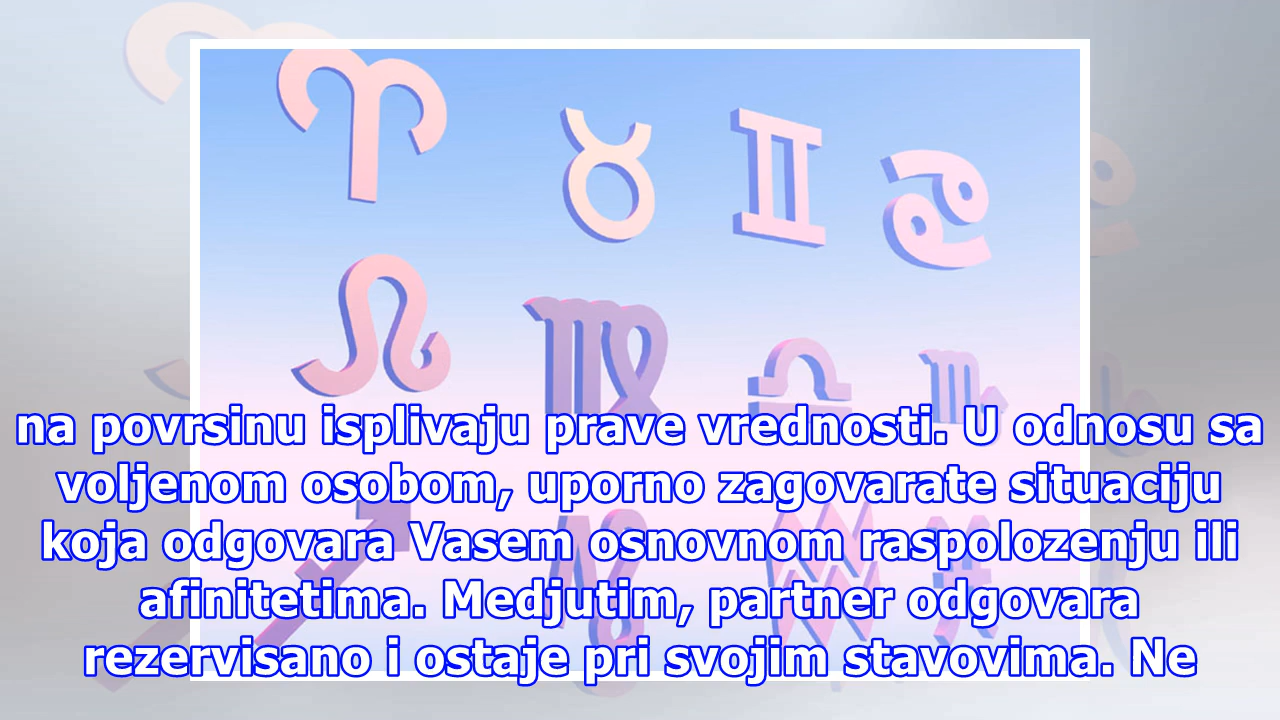 na povrsinu isplivaju prave vrednosti. U odnosu sa
voljenom osobom, uporno zagovarate situaciju
koja odgovara Vasem osnovnom raspolozenju ili
afinitetima. Medjutim, partner odgovara
rezervisano i ostaje pri svojim stavovima. Ne